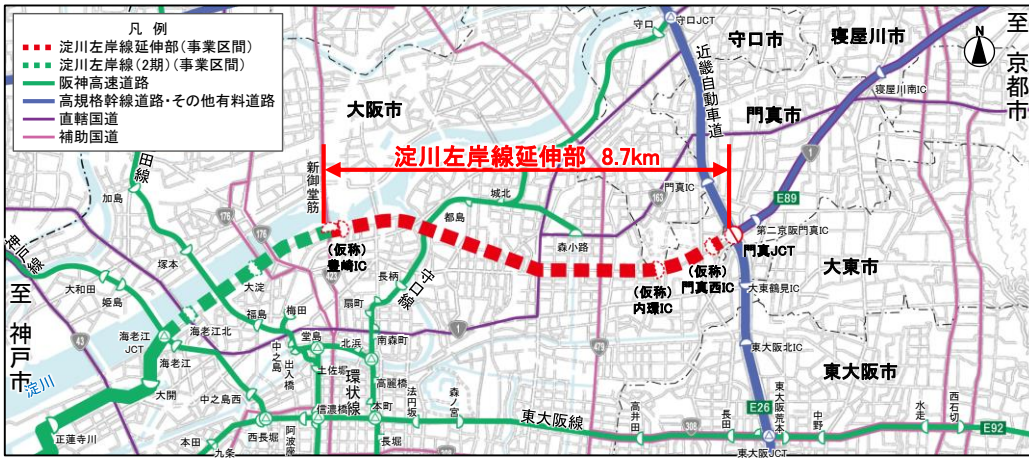 凡 例
淀川左岸線延伸部(事業区間)
淀川左岸線(2期)(事業区間)
阪神高速道路
高規格幹線道路・その他有料道路
直轄国道
補助国道
守口
守口JCT
守口市
寝屋川市
至 京都市
N
近畿自動車道
寝屋川南IC
大阪市
門真市
1
淀川左岸線延伸部 8.7km
田線
加島
新御堂筋
176
176
城北
都島
163
門真IC
E89
第二京阪門真IC
門真JCT
森小路
神戸線
塚本
(仮称)
豊崎IC
長柄
守口線
(仮称)
門真西IC
(仮称)
内環IC
大東市
大東鶴見IC
至 神戸市
大和田
姫島
大淀
梅田
扇町
福島
海老江北
海老江
JCT
海老江
43
淀川
堂島
北浜
南森町
1
中之島
出入橋
土佐堀
環状線
高麗橋
479
東大阪北IC
東大阪市
大開
中之島西
信濃橋
本町
法円坂
森ノ宮
東大阪線
高井田
308
長田
E26
東大阪荒本
中野
水走
西石切
E92
正蓮寺川
本田
九条
西長堀
阿波座
長堀
東大阪JCT